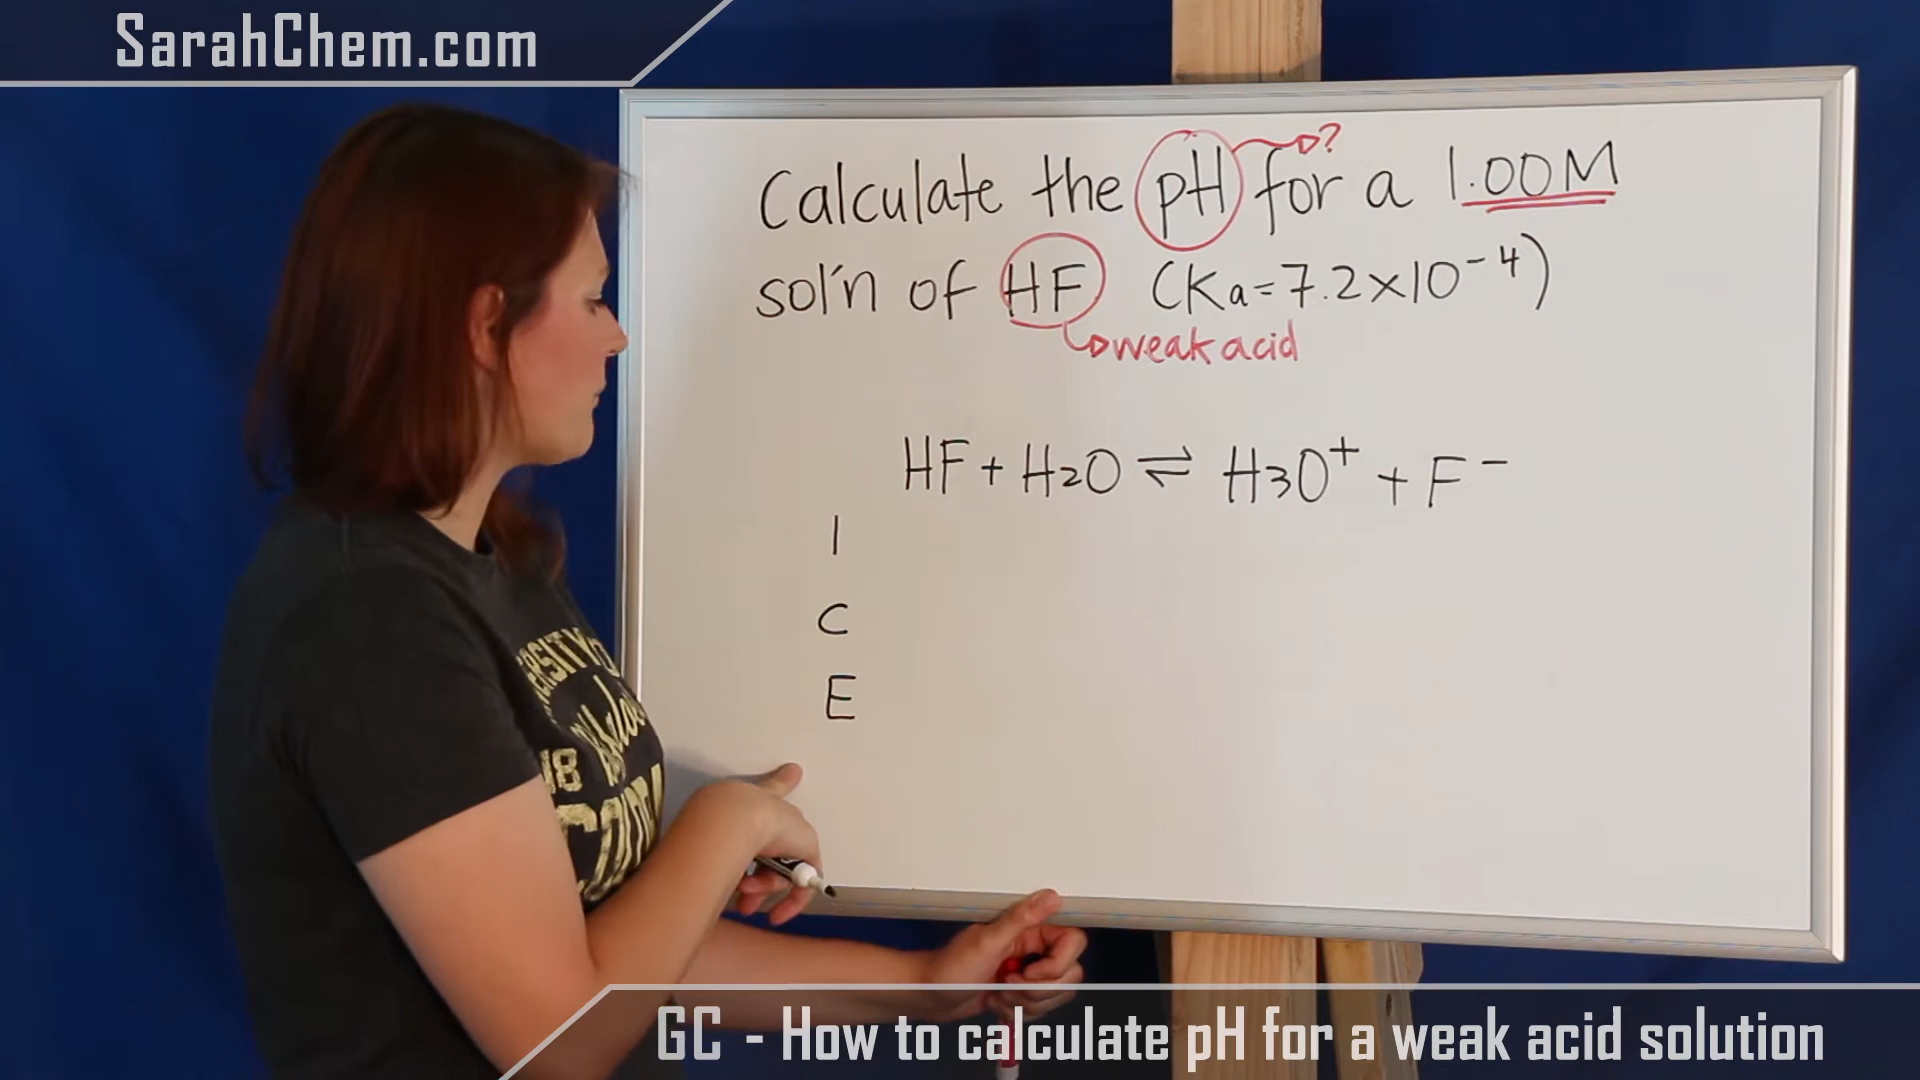 SarahChem.com
Calculate the pH for a 1.00M
→?
sol'n of HF (Ka=7.2x10⁻⁴)
→weak acid
HF + H2O ⇌ H3O⁺ + F⁻
I
C
E
GC - How to calculate pH for a weak acid solution